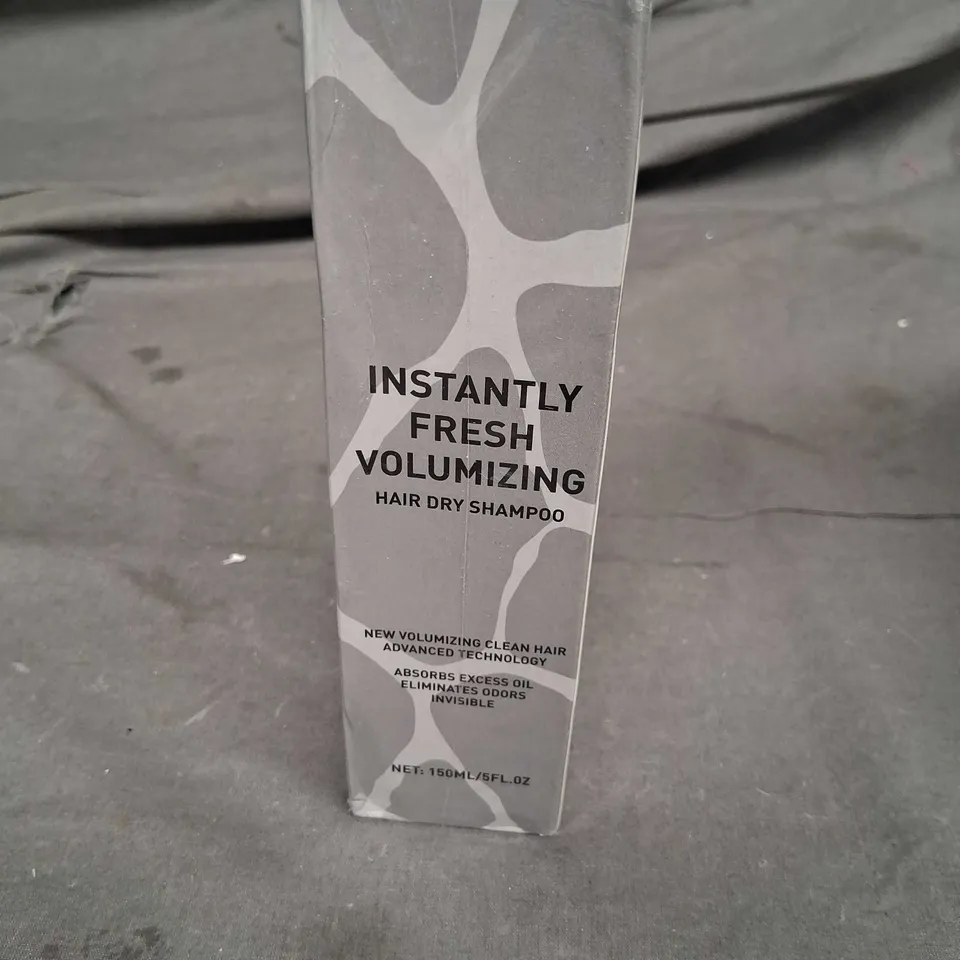 INSTANTLY
FRESH
VOLUMIZING
HAIR DRY SHAMPOO
NEW VOLUMIZING CLEAN HAIR
ADVANCED TECHNOLOGY
ABSORBS EXCESS OIL
ELIMINATES ODORS
INVISIBLE
NET: 150ML/5FL.OZ